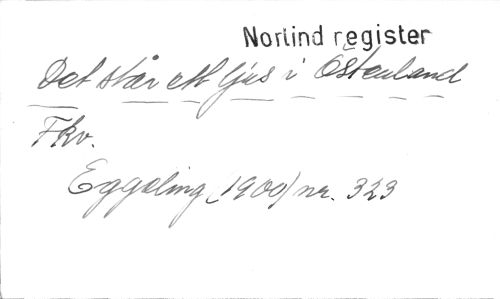 Norlind register
Det står ett ljus i Österland
Fkv.
Eggeling (1900) nr. 323